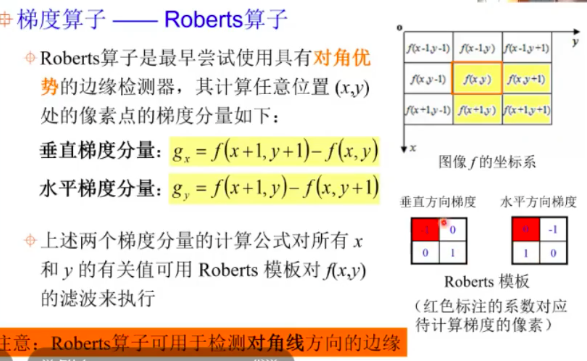 梯度算子 —— Roberts算子
Roberts算子是最早尝试使用具有对角优
势的边缘检测器，其计算任意位置 (x,y)
处的像素点的梯度分量如下：
垂直梯度分量：g_x = f(x+1, y+1)−f(x, y)
水平梯度分量：g_y = f(x+1, y)−f(x, y+1)
上述两个梯度分量的计算公式对所有 x
和 y 的有关值可用 Roberts 模板对 f(x,y)
的滤波来执行
注意：Roberts算子可用于检测对角线方向的边缘
o
y
f(x-1,y-1) f(x-1,y) f(x-1,y+1)
f(x,y-1) f(x,y) f(x,y+1)
f(x+1,y-1) f(x+1,y) f(x+1,y+1)
x
图像 f 的坐标系
垂直方向梯度 水平方向梯度
-1 0
0 1
-1
1 0
Roberts 模板
（红色标注的系数对应
待计算梯度的像素）